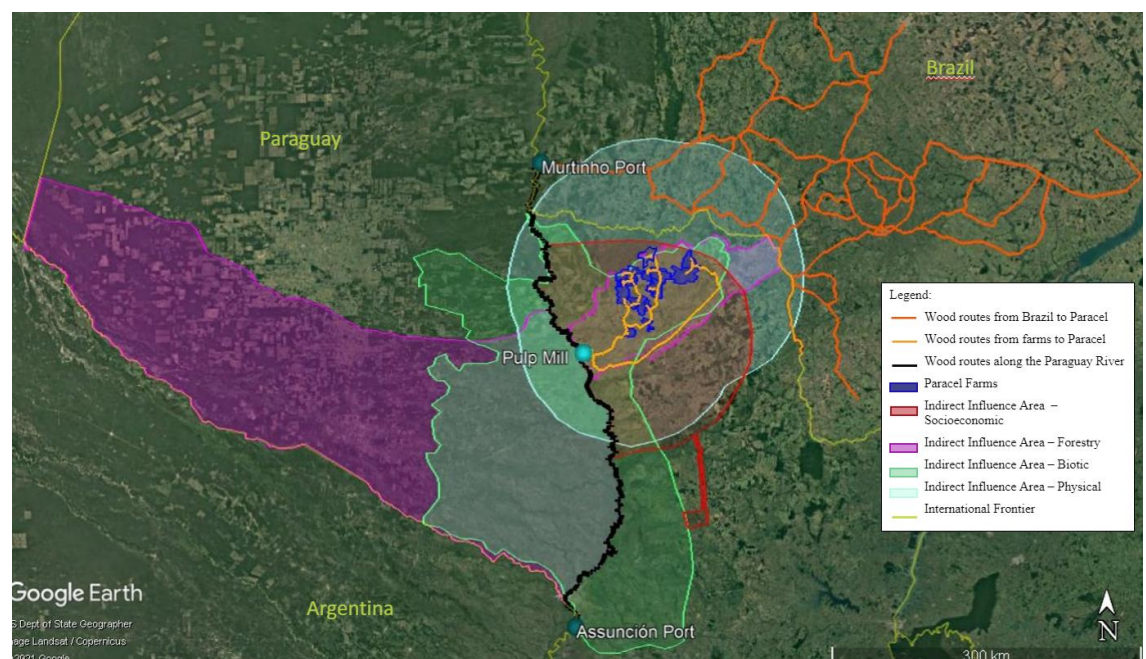 Brazil
Paraguay
Murtinho Port
Pulp Mill
Legend:
Wood routes from Brazil to Paracel
Wood routes from farms to Paracel
Wood routes along the Paraguay River
Paracel Farms
Indirect Influence Area –
Socioeconomic
Indirect Influence Area – Forestry
Indirect Influence Area – Biotic
Indirect Influence Area – Physical
International Frontier
Google Earth
Argentina
S Dept of State Geographer
mage Landsat / Copernicus
2021 Google
Assunción Port
N
300 km